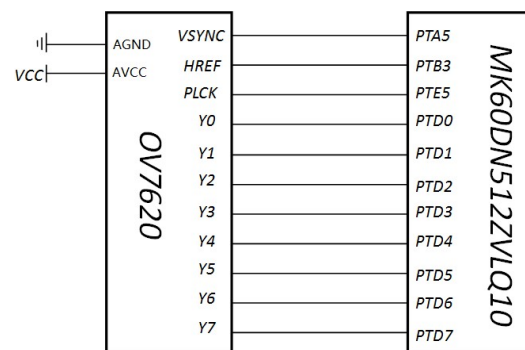 AGND
VCC
AVCC
OV7620
VSYNC
HREF
PLCK
Y0
Y1
Y2
Y3
Y4
Y5
Y6
Y7
PTA5
PTB3
PTE5
PTD0
PTD1
PTD2
PTD3
PTD4
PTD5
PTD6
PTD7
MK60DN512ZVLQ10